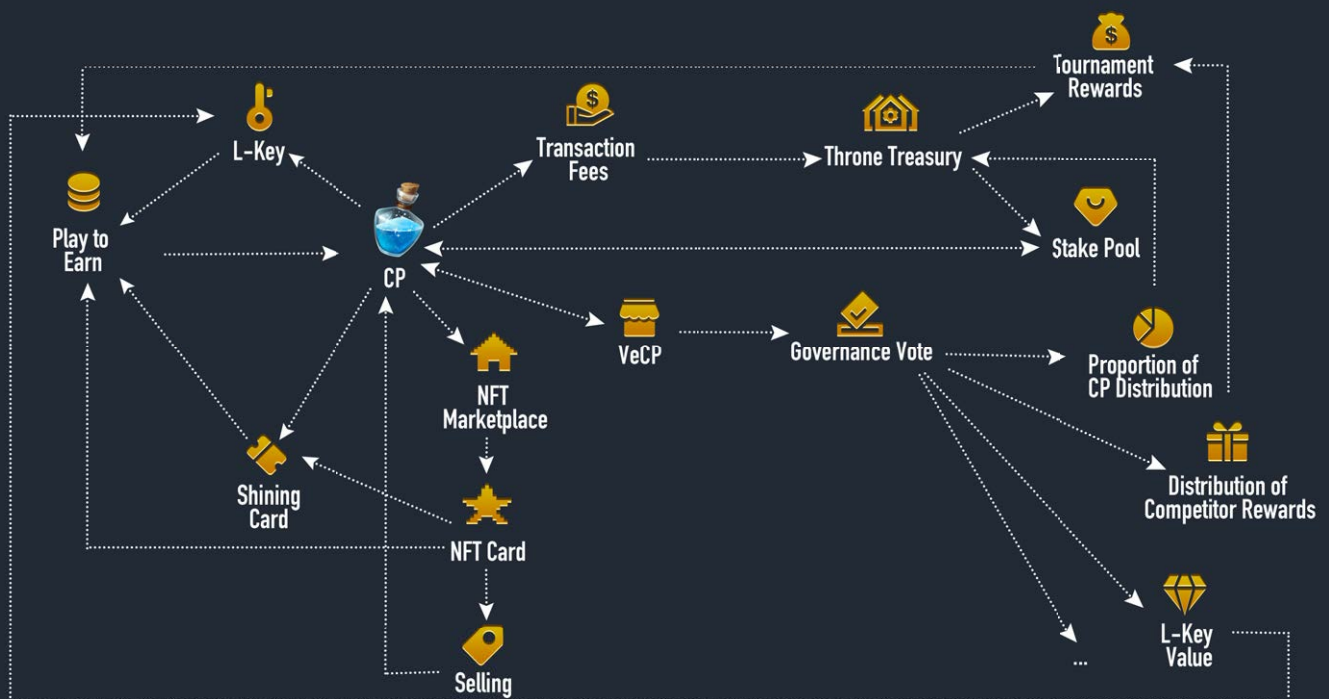 Tournament
Rewards
L-Key
Transaction
Fees
Throne Treasury
Play to
Earn
CP
Stake Pool
VeCP
Governance Vote
Proportion of
CP Distribution
NFT
Marketplace
Shining
Card
Distribution of
Competitor Rewards
NFT Card
Selling
...
L-Key
Value